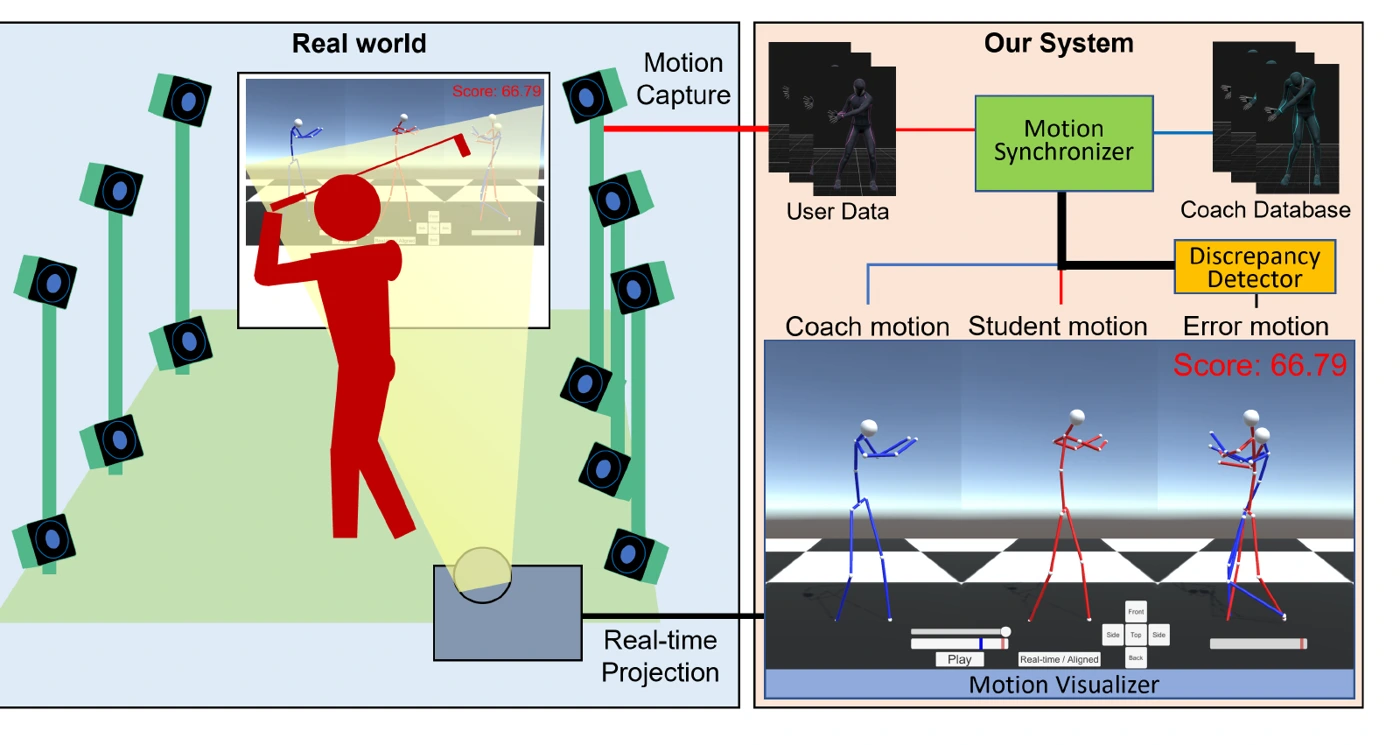 Real world
Score: 66.79
Motion
Capture
Real-time
Projection
Our System
User Data
Motion
Synchronizer
Coach Database
Discrepancy
Detector
Coach motion
Student motion
Error motion
Score: 66.79
Front
Side
Top
Side
Back
Play
Real-time / Aligned
Motion Visualizer